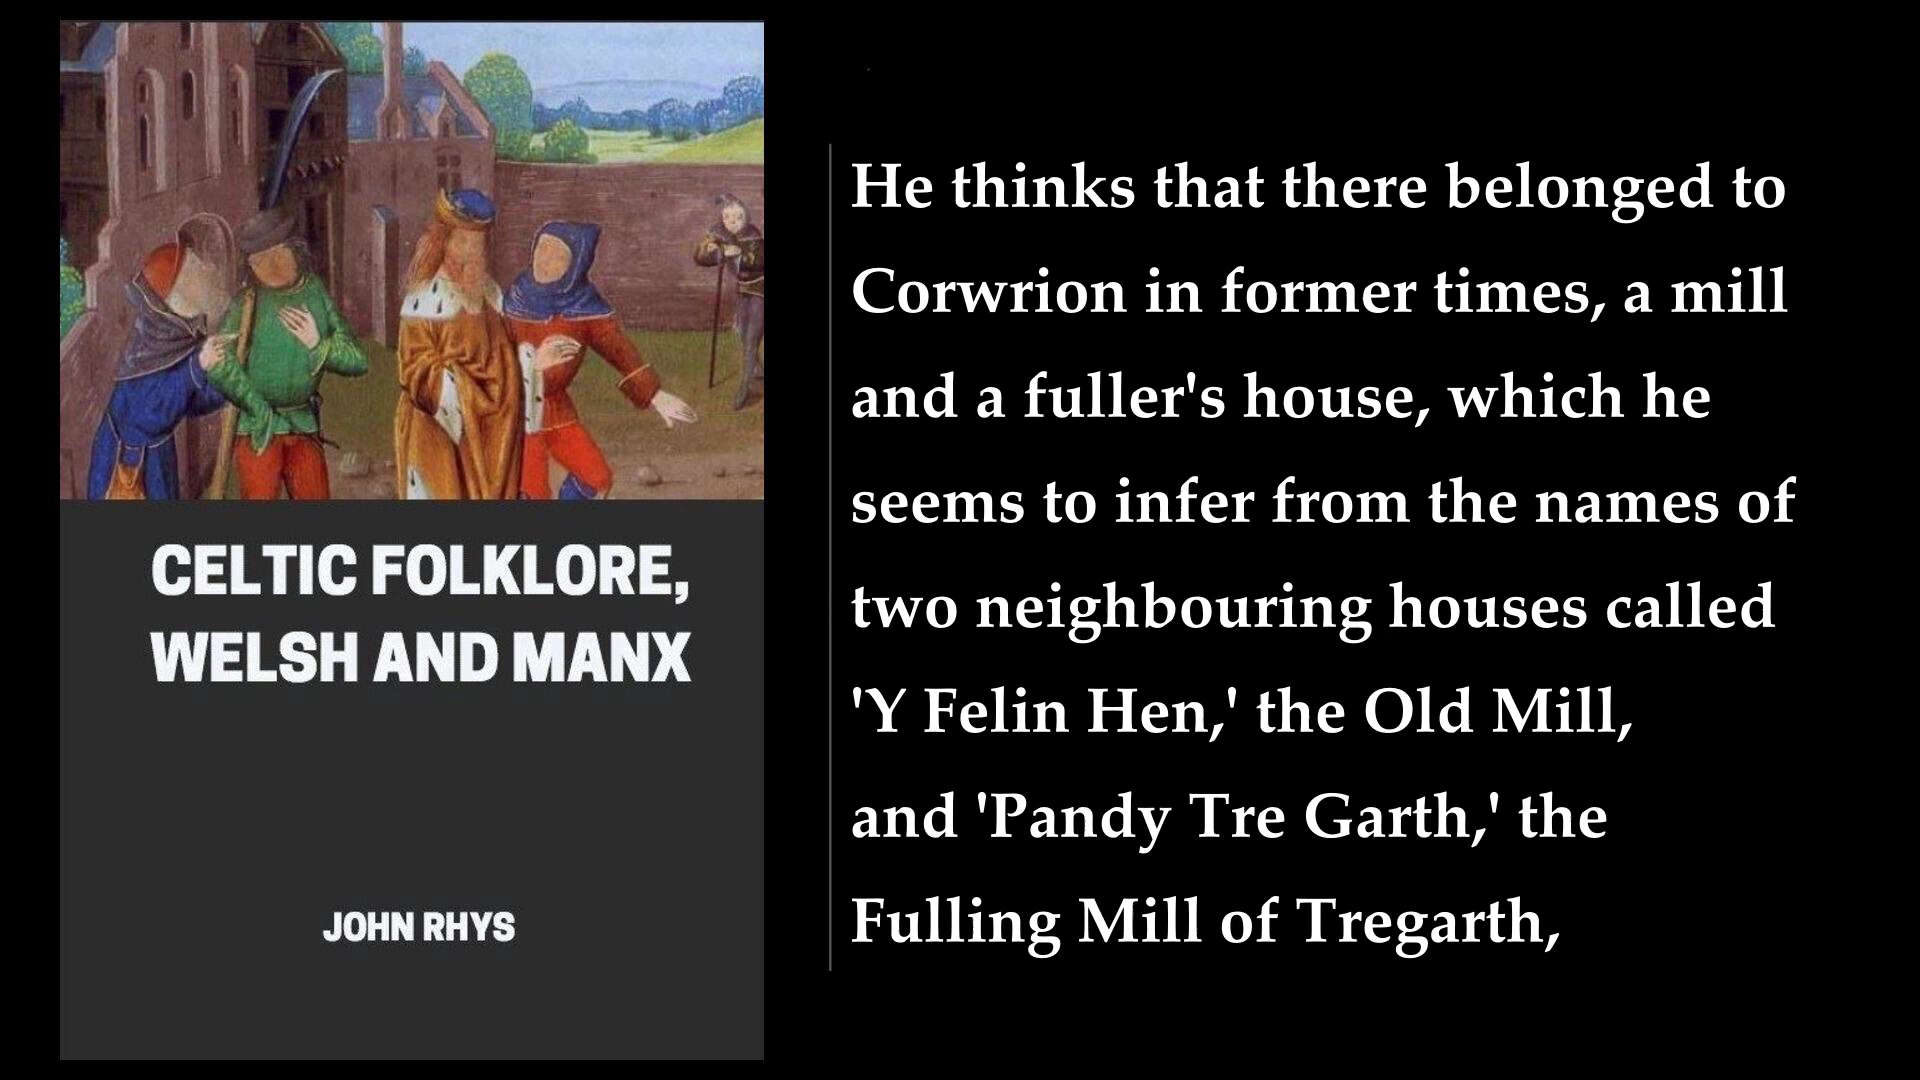 CELTIC FOLKLORE,
WELSH AND MANX
JOHN RHYS
He thinks that there belonged to
Corwrion in former times, a mill
and a fuller's house, which he
seems to infer from the names of
two neighbouring houses called
'Y Felin Hen,' the Old Mill,
and 'Pandy Tre Garth,' the
Fulling Mill of Tregarth,